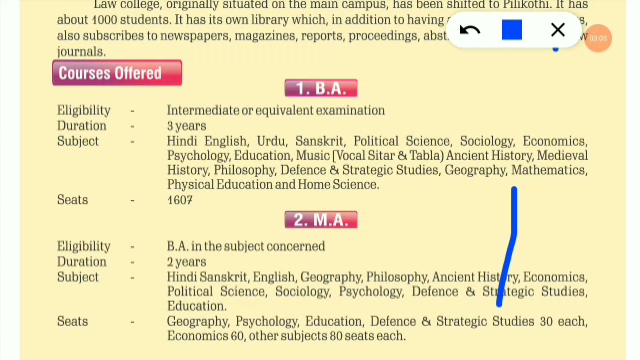 Law college, originally situated on the main campus, has been shifted to Pilikothi. It has
about 1000 students. It has its own library which, in addition to having
also subscribes to newspapers, magazines, reports, proceedings,
journals.
03:05
Courses Offered
1. B.A.
Eligibility - Intermediate or equivalent examination
Duration - 3 years
Subject - Hindi English, Urdu, Sanskrit, Political Science, Sociology, Economics,
Psychology, Education, Music [Vocal Sitar & Tabla) Ancient History, Medieval
History, Philosophy, Defence & Strategic Studies, Geography, Mathematics,
Physical Education and Home Science.
Seats - 1607
2. M.A.
Eligibility - B.A. in the subject concerned
Duration - 2 years
Subject - Hindi Sanskrit, English, Geography, Philosophy, Ancient History, Economics,
Political Science, Sociology, Psychology, Defence & Strategic Studies,
Education.
Seats - Geography, Psychology, Education, Defence & Strategic Studies 30 each,
Economics 60, other subjects 80 seats each.